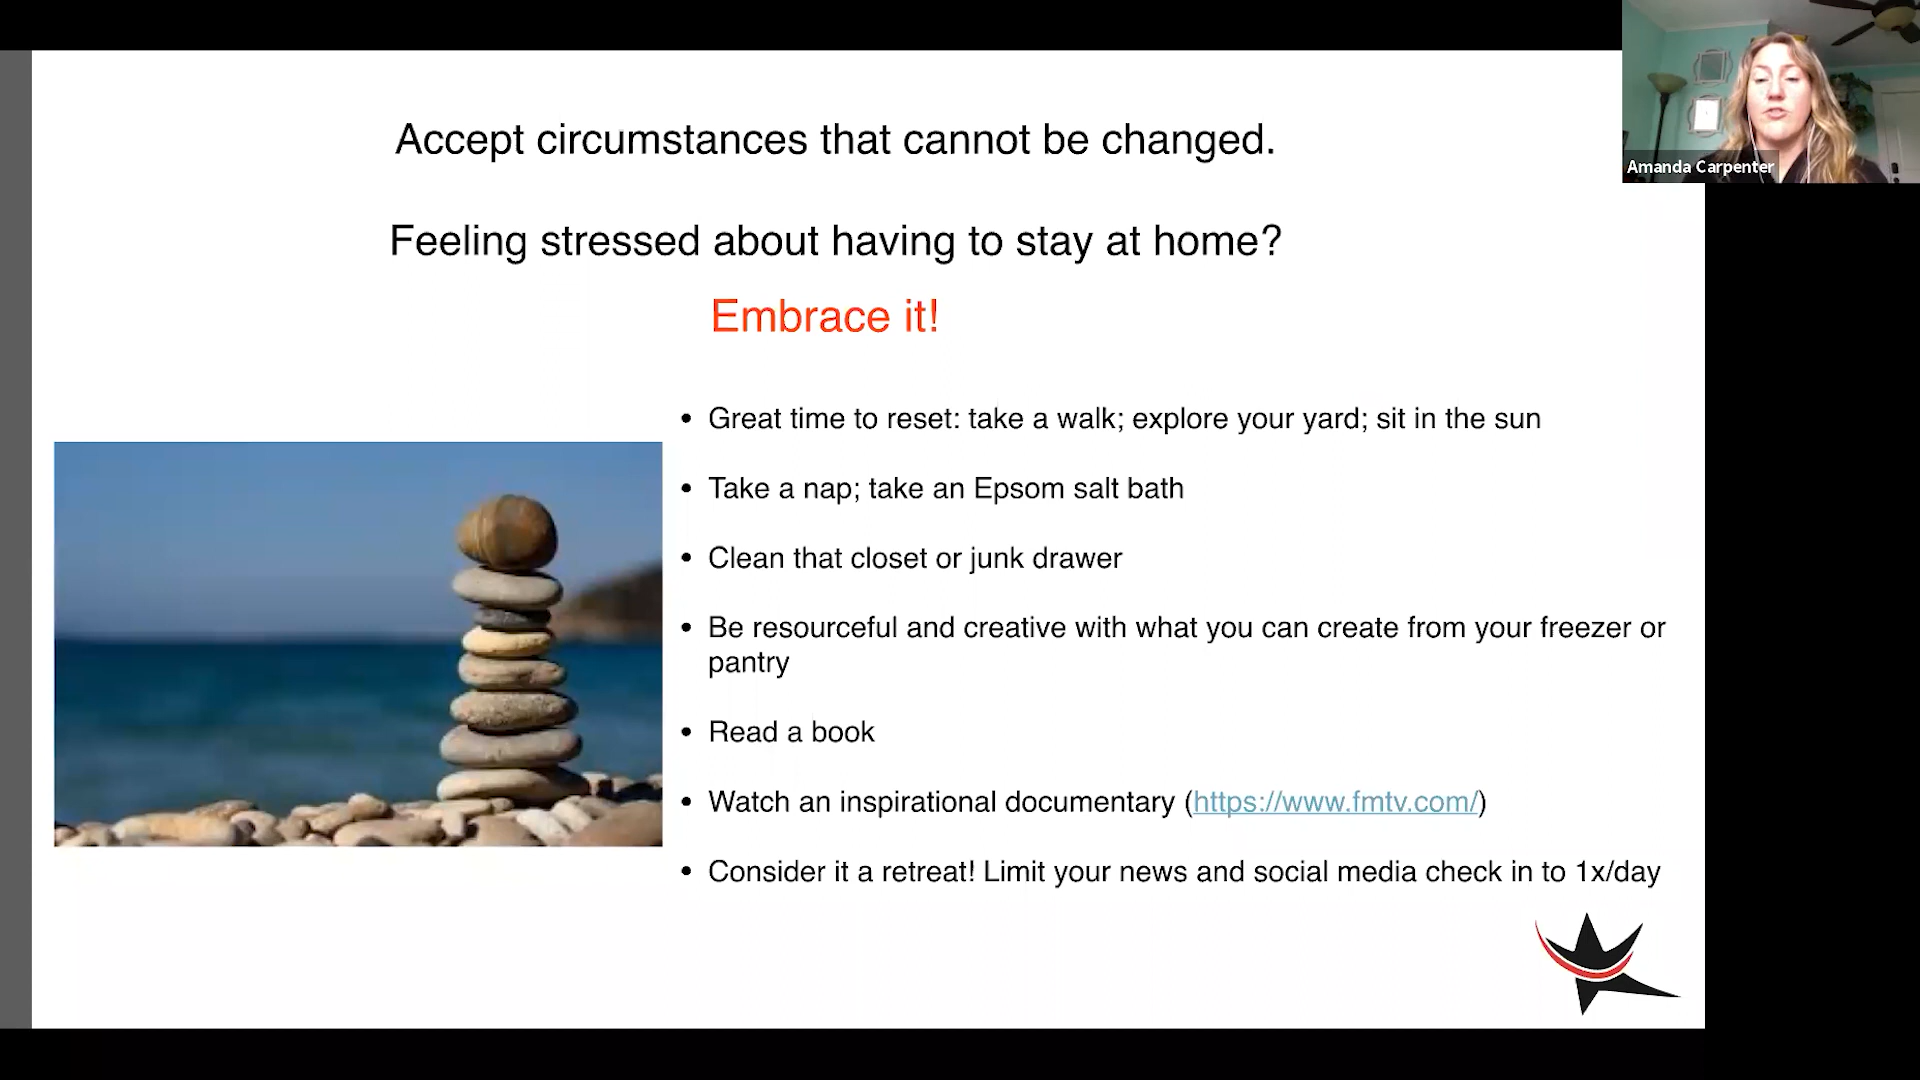 Accept circumstances that cannot be changed.
Feeling stressed about having to stay at home?
Embrace it!
• Great time to reset: take a walk; explore your yard; sit in the sun
• Take a nap; take an Epsom salt bath
• Clean that closet or junk drawer
• Be resourceful and creative with what you can create from your freezer or
pantry
• Read a book
• Watch an inspirational documentary (https://www.fmtv.com/)
• Consider it a retreat! Limit your news and social media check in to 1x/day
Amanda Carpenter